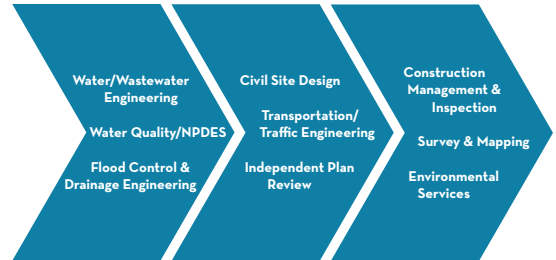 Water/Wastewater
Engineering
Water Quality/NPDES
Flood Control &
Drainage Engineering
Civil Site Design
Transportation/
Traffic Engineering
Independent Plan
Review
Construction
Management &
Inspection
Survey & Mapping
Environmental
Services